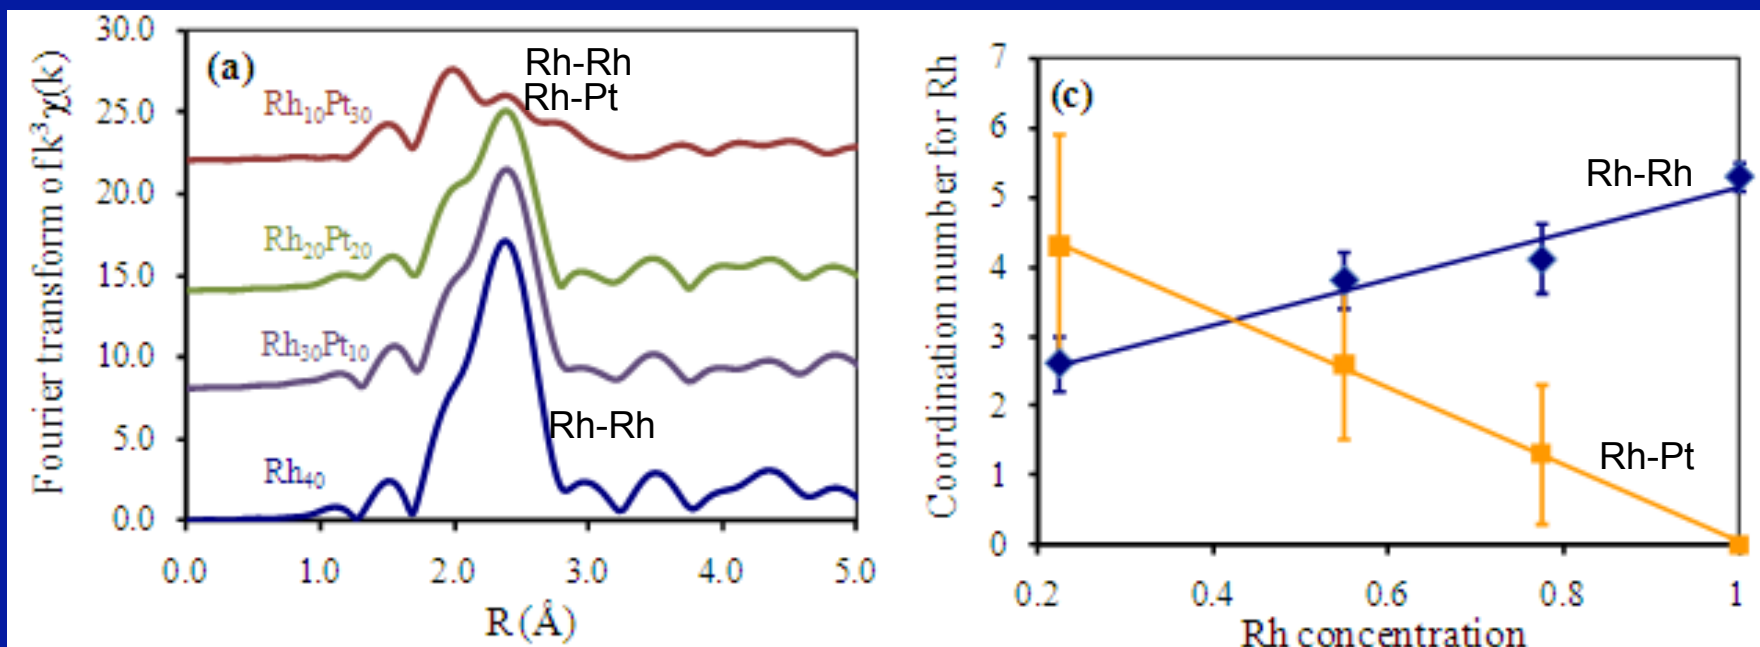 Fourier transform of k³χ(k)
30.0
25.0
20.0
15.0
10.0
5.0
0.0
(a)
Rh-Rh
Rh-Pt
Rh₁₀Pt₃₀
Rh₂₀Pt₂₀
Rh₃₀Pt₁₀
Rh-Rh
Rh₄₀
0.0 1.0 2.0 3.0 4.0 5.0
R (Å)
Coordination number for Rh
7
6
5
4
3
2
1
0
(c)
Rh-Rh
Rh-Pt
0.2 0.4 0.6 0.8 1
Rh concentration